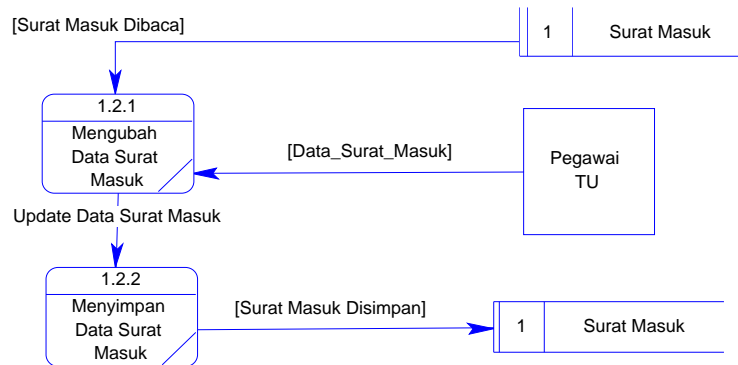 [Surat Masuk Dibaca]
1 Surat Masuk
1.2.1
Mengubah
Data Surat
Masuk
[Data_Surat_Masuk]
Pegawai
TU
Update Data Surat Masuk
1.2.2
Menyimpan
Data Surat
Masuk
[Surat Masuk Disimpan]
1 Surat Masuk